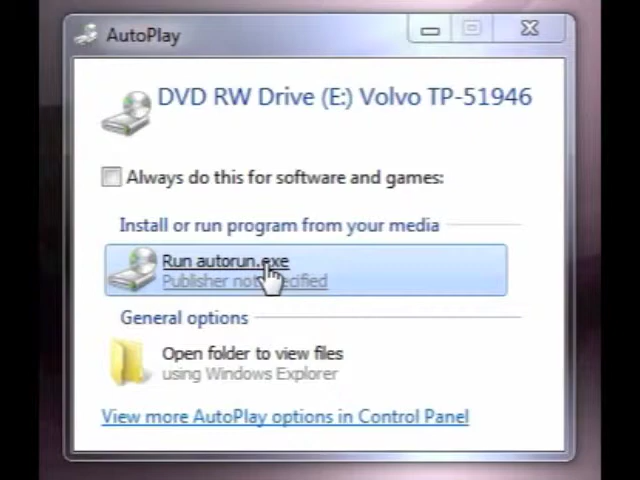 AutoPlay
DVD RW Drive (E:) Volvo TP-51946
Always do this for software and games:
Install or run program from your media
Run autorun.exe
Publisher not specified
General options
Open folder to view files
using Windows Explorer
View more AutoPlay options in Control Panel